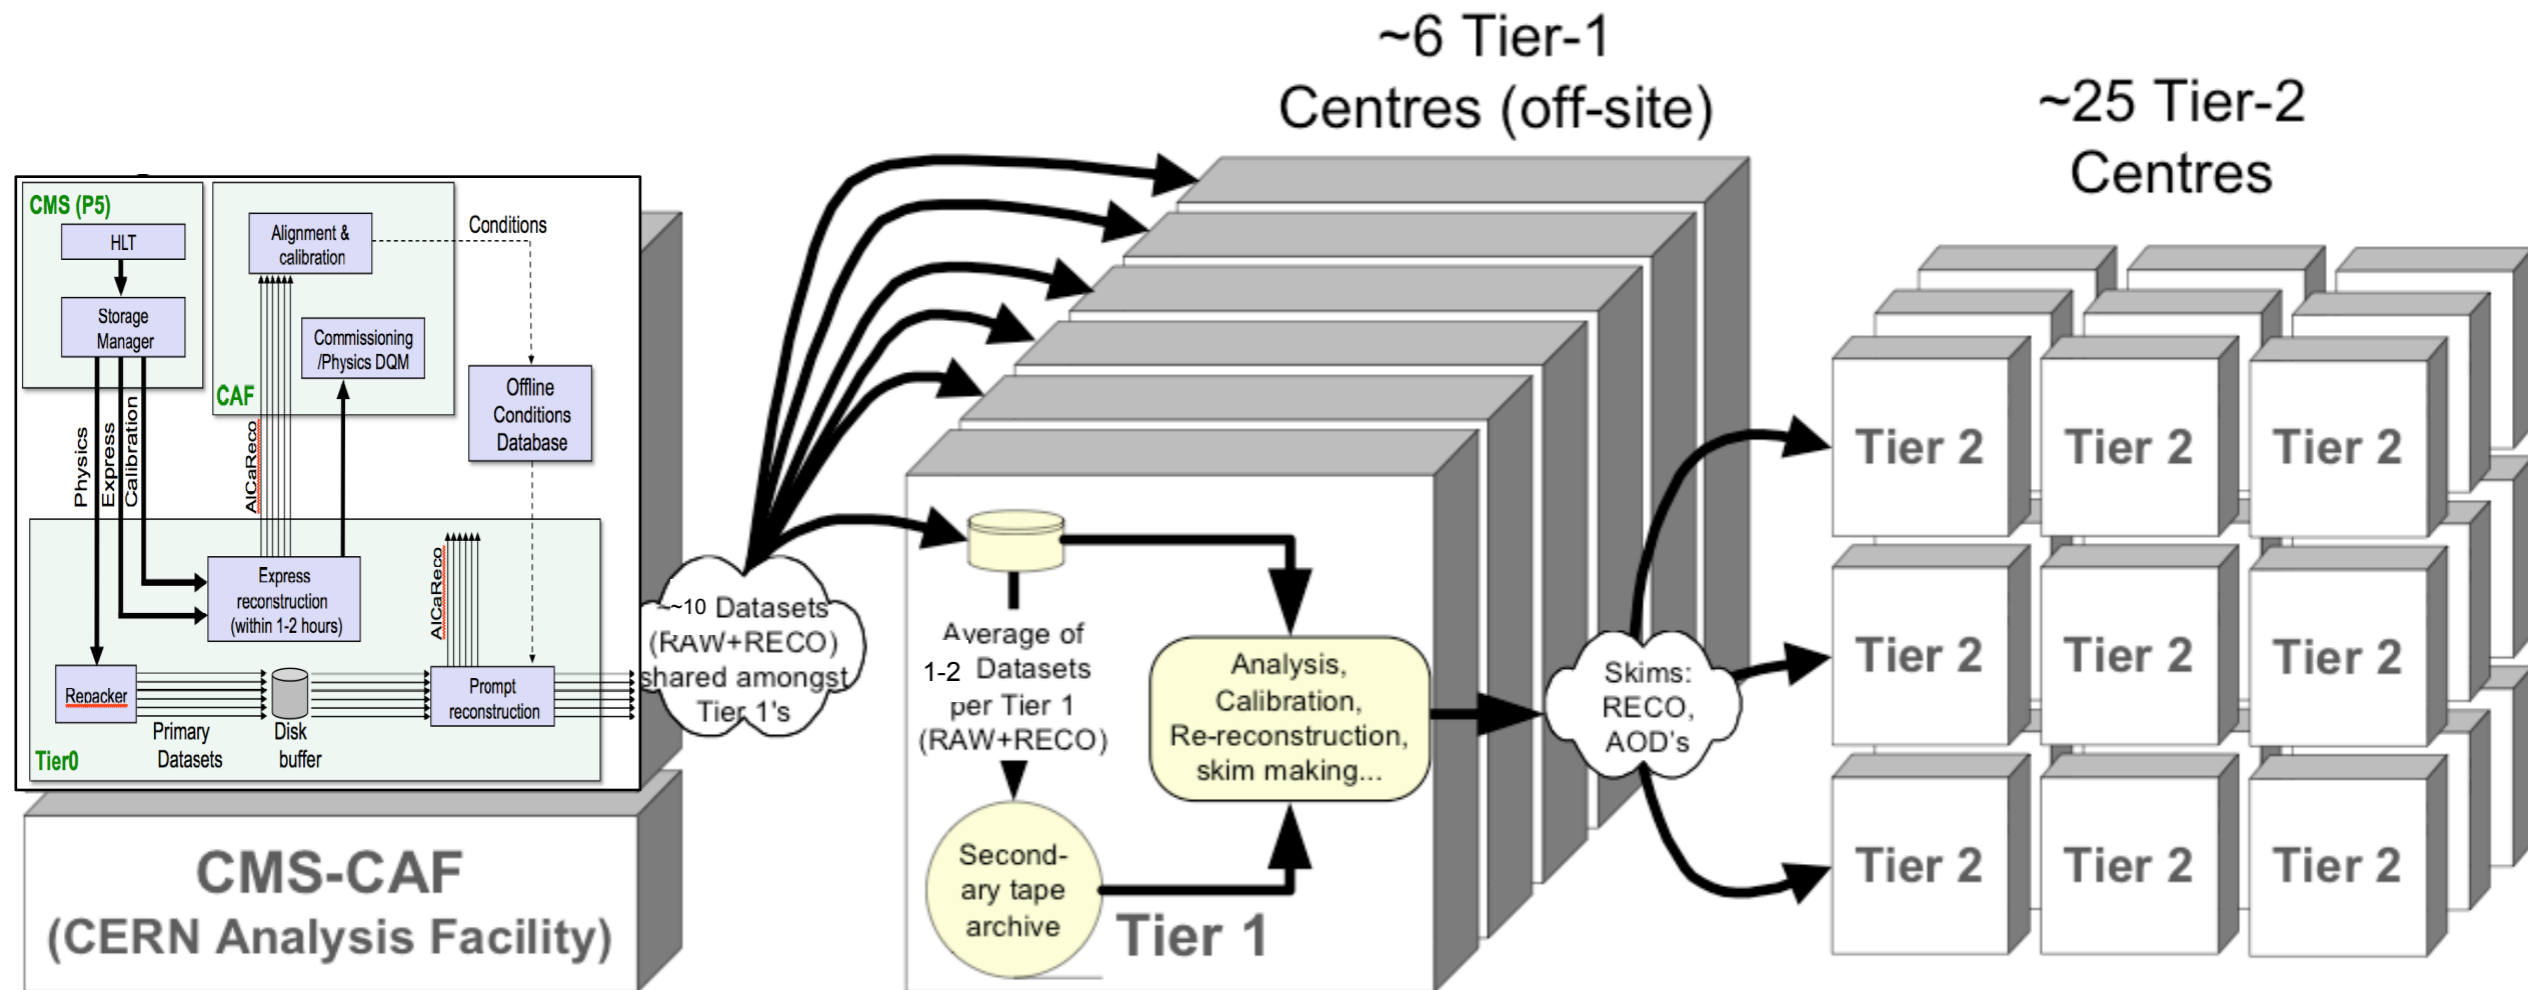 ~6 Tier-1
Centres (off-site)
~25 Tier-2
Centres
CMS (P5)
HLT
Storage
Manager
Physics
Express
Calibration
Alignment &
calibration
Commissioning
/Physics DQM
CAF
Conditions
Offline
Conditions
Database
AlCaReco
AlCaReco
Express
reconstruction
(within 1-2 hours)
Repacker
Primary
Datasets
Disk
buffer
Prompt
reconstruction
Tier0
CMS-CAF
(CERN Analysis Facility)
~~10 Datasets
(RAW+RECO)
shared amongst
Tier 1's
Average of
1-2 Datasets
per Tier 1
(RAW+RECO)
Second-
ary tape
archive
Analysis,
Calibration,
Re-reconstruction,
skim making...
Tier 1
Skims:
RECO,
AOD's
Tier 2 Tier 2 Tier 2
Tier 2 Tier 2 Tier 2
Tier 2 Tier 2 Tier 2